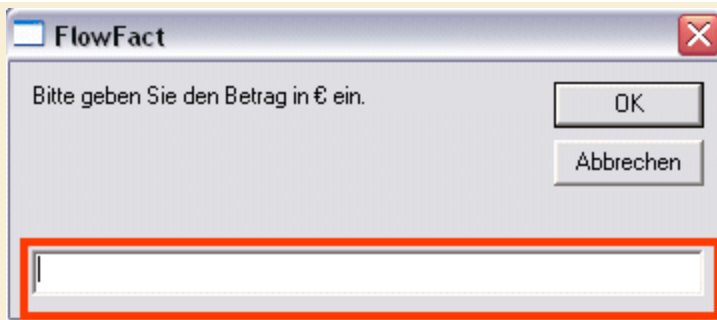 FlowFact
Bitte geben Sie den Betrag in € ein.
OK
Abbrechen